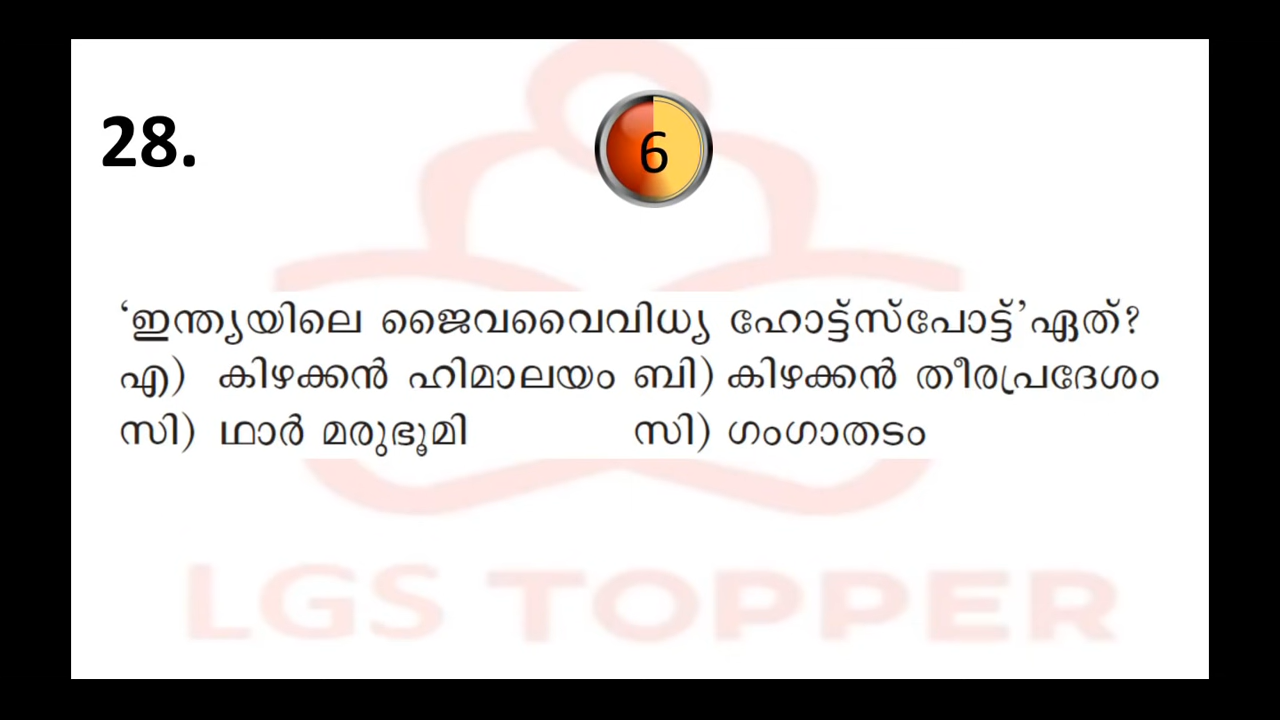 28.
6
‘ഇന്ത്യയിലെ ജൈവവൈവിധ്യ ഹോട്ട്സ്പോട്ട്’ഏത്?
എ) കിഴക്കൻ ഹിമാലയം ബി) കിഴക്കൻ തീരപ്രദേശം
സി) ഥാർ മരുഭൂമി സി) ഗംഗാതടം
LGS TOPPER